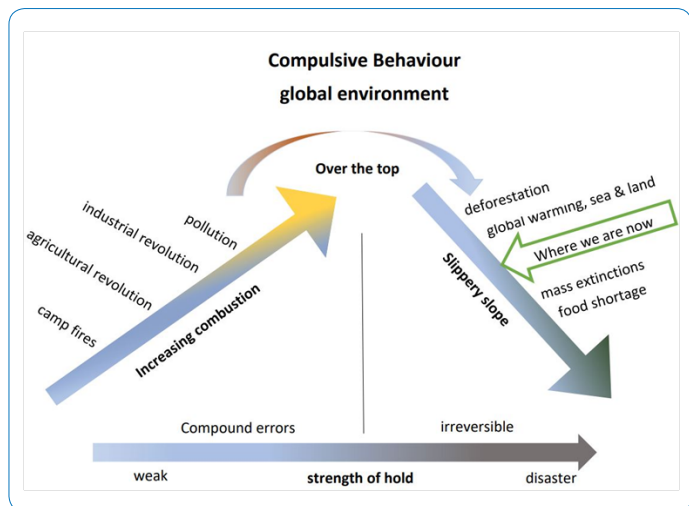 Compulsive Behaviour
global environment
Over the top
pollution
industrial revolution
agricultural revolution
camp fires
Increasing combustion
deforestation
global warming, sea & land
Where we are now
Slippery slope
mass extinctions
food shortage
Compound errors
irreversible
weak
strength of hold
disaster